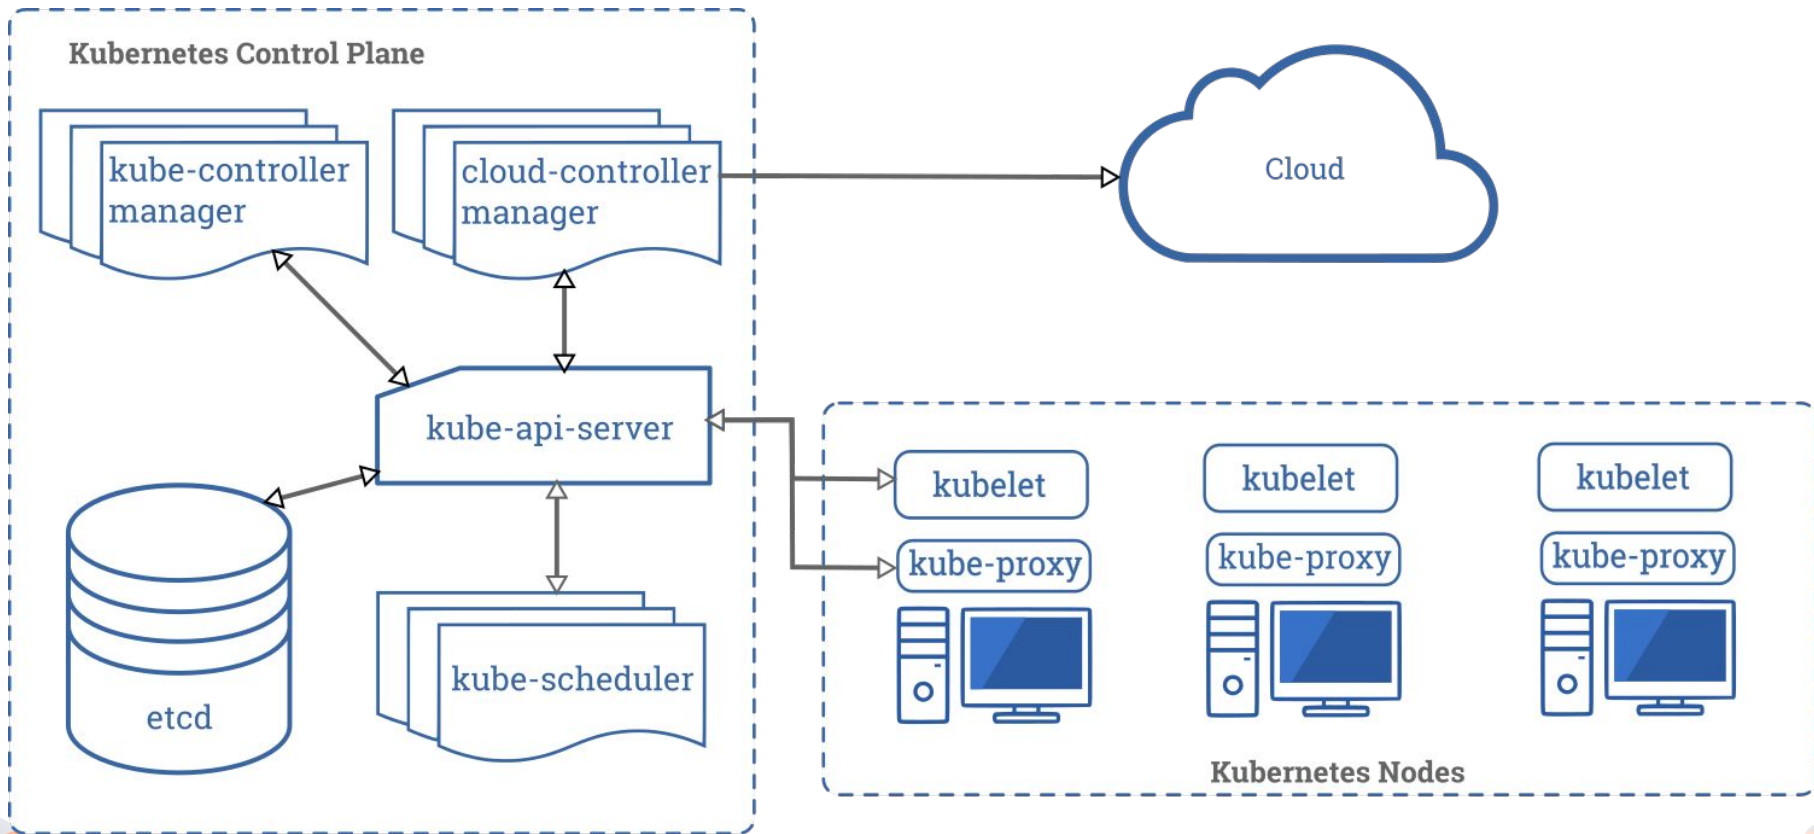 Kubernetes Control Plane
kube-controller
manager
cloud-controller
manager
Cloud
kube-api-server
etcd
kube-scheduler
kubelet
kube-proxy
kubelet
kube-proxy
kubelet
kube-proxy
Kubernetes Nodes